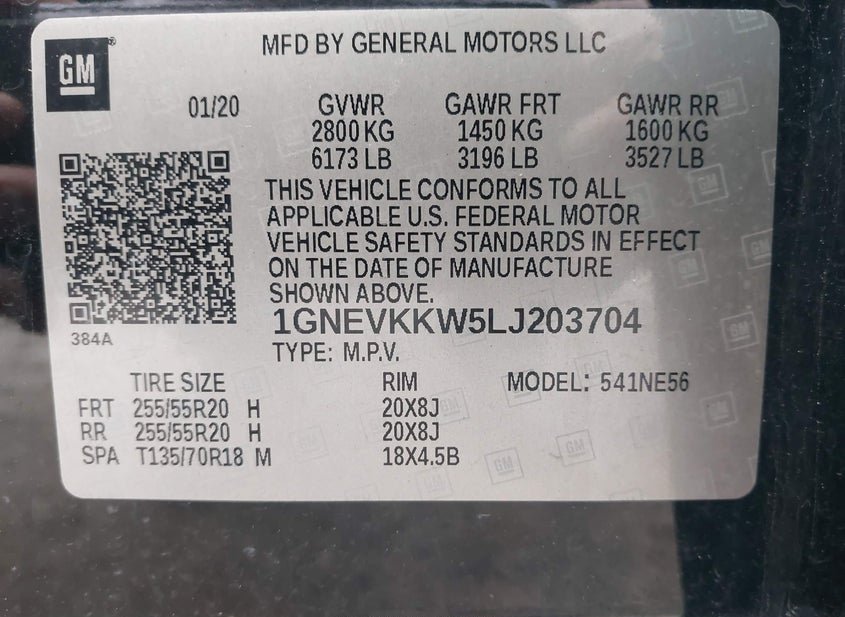 MFD BY GENERAL MOTORS LLC
GM
01/20 GVWR GAWR FRT GAWR RR
2800 KG 1450 KG 1600 KG
6173 LB 3196 LB 3527 LB
THIS VEHICLE CONFORMS TO ALL
APPLICABLE U.S. FEDERAL MOTOR
VEHICLE SAFETY STANDARDS IN EFFECT
ON THE DATE OF MANUFACTURE
SHOWN ABOVE.
1GNEVKKW5LJ203704
384A
TYPE: M.P.V.
TIRE SIZE RIM MODEL: 541NE56
FRT 255/55R20 H 20X8J
RR 255/55R20 H 20X8J
SPA T135/70R18 M 18X4.5B